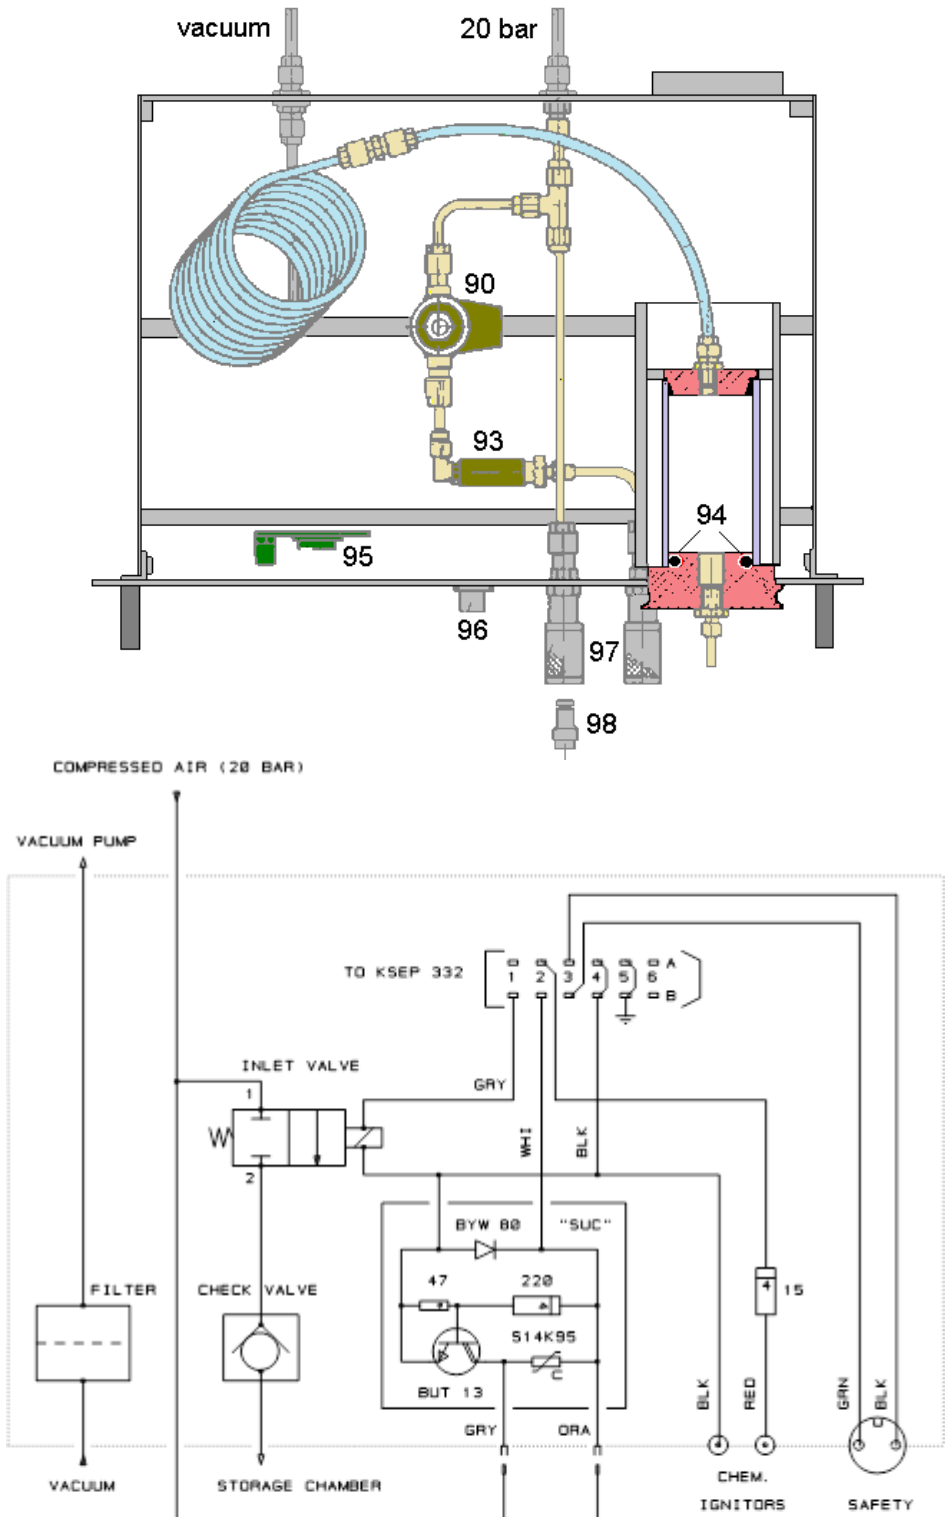 vacuum 20 bar
90
93
94
95
96
97
98
COMPRESSED AIR (20 BAR)
VACUUM PUMP
TO KSEP 332
1 2 3 4 5 6 A
B
INLET VALVE
1
2
GRY
WHI
BLK
BYW 80 "SUC"
FILTER
CHECK VALVE
47 220
4 15
S14K95
C
BUT 13
GRY ORA
BLK
RED
GRN
BLK
VACUUM
STORAGE CHAMBER
CHEM.
IGNITORS
SAFETY